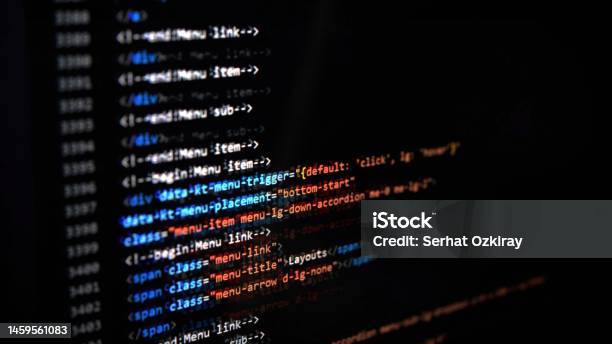 3388 </a>
3389 <!--end:Menu link-->
3390 </div>
3391 <!--end:Menu item-->
3392 </div>
3393 <!--end:Menu sub-->
3394 </div>
3395 <!--end:Menu item-->
3396 <!--begin:Menu item-->
3397 <div data-kt-menu-trigger="{default: 'click', lg: 'hover'}"
data-kt-menu-placement="bottom-start"
3398 class="menu-item menu-lg-down-accordion me-0 me-lg-2">
3399 <!--begin:Menu link-->
3400 <span class="menu-link">
3401 <span class="menu-title">Layouts</span>
3402 <span class="menu-arrow d-lg-none"></span>
3403 </span>
<!--end:Menu link-->
iStock
Credit: Serhat Ozkiray
1459561083